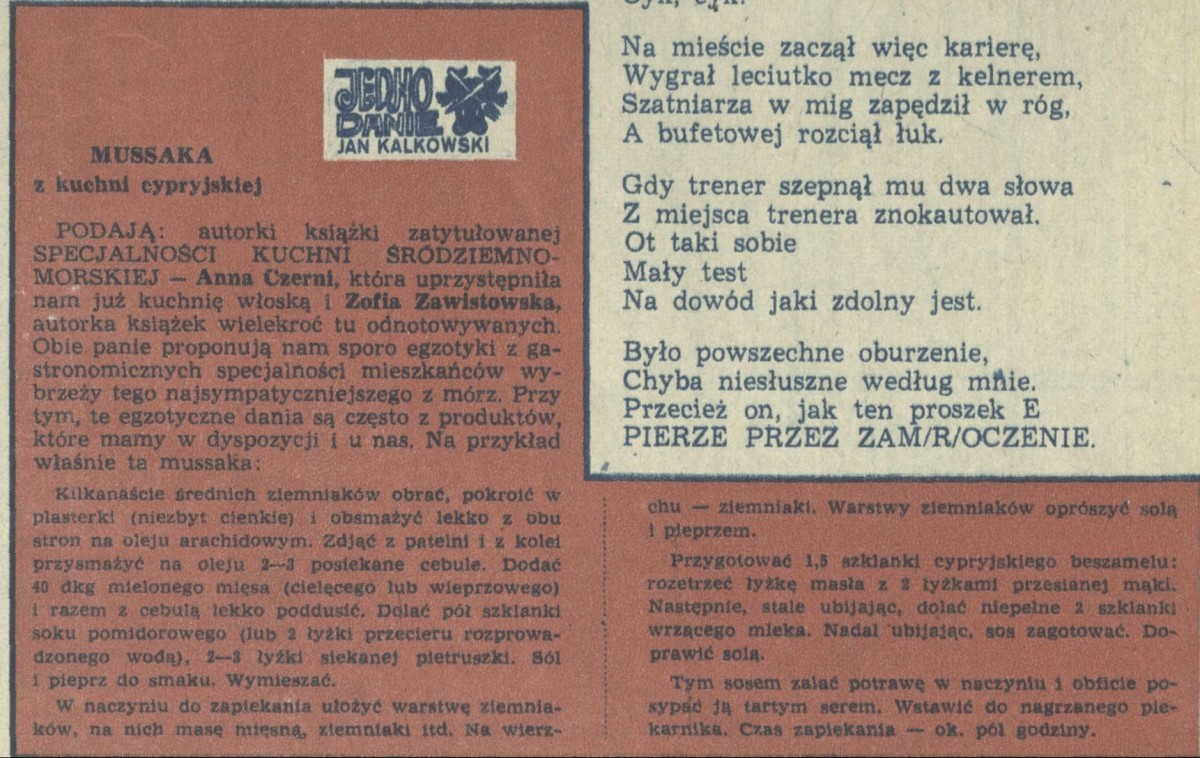 JEDNO
DANIE
JAN KALKOWSKI
MUSSAKA
z kuchni cypryjskiej
PODAJĄ: autorki książki zatytułowanej
SPECJALNOŚCI KUCHNI ŚRÓDZIEMNO-
MORSKIEJ — Anna Czerni, która uprzystępniła
nam już kuchnię włoską i Zofia Zawistowska,
autorka książek wielekroć tu odnotowywanych.
Obie panie proponują nam sporo egzotyki z ga-
stronomicznych specjalności mieszkańców wy-
brzeży tego najsympatyczniejszego z mórz. Przy
tym, te egzotyczne dania są często z produktów,
które mamy w dyspozycji i u nas. Na przykład
właśnie ta mussaka:
Kilkanaście średnich ziemniaków obrać, pokroić w
plasterki (niezbyt cienkie) i obsmażyć lekko z obu
stron na oleju arachidowym. Zdjąć z patelni i z kolei
przysmażyć na oleju 2—3 posiekane cebule. Dodać
40 dkg mielonego mięsa (cielęcego lub wieprzowego)
i razem z cebulą lekko poddusić. Dolać pół szklanki
soku pomidorowego (lub 2 łyżki przecieru rozprowa-
dzonego wodą), 2—3 łyżki siekanej pietruszki. Sól
i pieprz do smaku. Wymieszać.
W naczyniu do zapiekania ułożyć warstwę ziemnia-
ków, na nich masę mięsną, ziemniaki itd. Na wierz-
chu — ziemniaki. Warstwy ziemniaków oprószyć solą
i pieprzem.
Przygotować 1,5 szklanki cypryjskiego beszamelu:
rozetrzeć łyżkę masła z 2 łyżkami przesianej mąki.
Następnie, stale ubijając, dolać niepełne 2 szklanki
wrzącego mleka. Nadal ubijając, sos zagotować. Do-
prawić solą.
Tym sosem zalać potrawę w naczyniu i obficie po-
sypać ją tartym serem. Wstawić do nagrzanego pie-
karnika. Czas zapiekania — ok. pół godziny.
Na mieście zaczął więc karierę,
Wygrał leciutko mecz z kelnerem,
Szatniarza w mig zapędził w róg,
A bufetowej rozciął łuk.
Gdy trener szepnął mu dwa słowa
Z miejsca trenera znokautował.
Ot taki sobie
Mały test
Na dowód jaki zdolny jest.
Było powszechne oburzenie,
Chyba niesłuszne według mnie.
Przecież on, jak ten proszek E
PIERZE PRZEZ ZAM/R/OCZENIE.